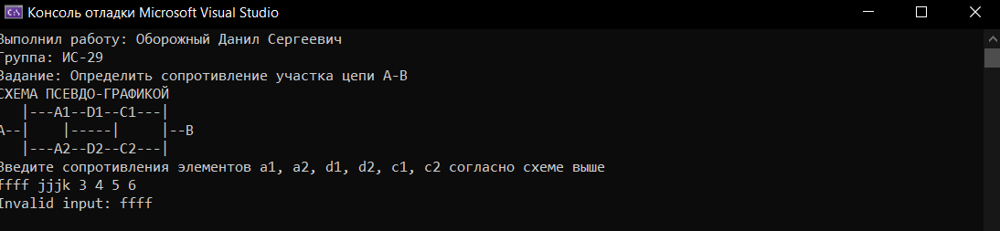 Консоль отладки Microsoft Visual Studio
Выполнил работу: Оборожный Данил Сергеевич
Группа: ИС-29
Задание: Определить сопротивление участка цепи A-B
СХЕМА ПСЕВДО-ГРАФИКОЙ
   |---A1--D1--C1---|
A--|    |-----|     |--B
   |---A2--D2--C2---|
Введите сопротивления элементов a1, a2, d1, d2, c1, c2 согласно схеме выше
ffff jjjk 3 4 5 6
Invalid input: ffff